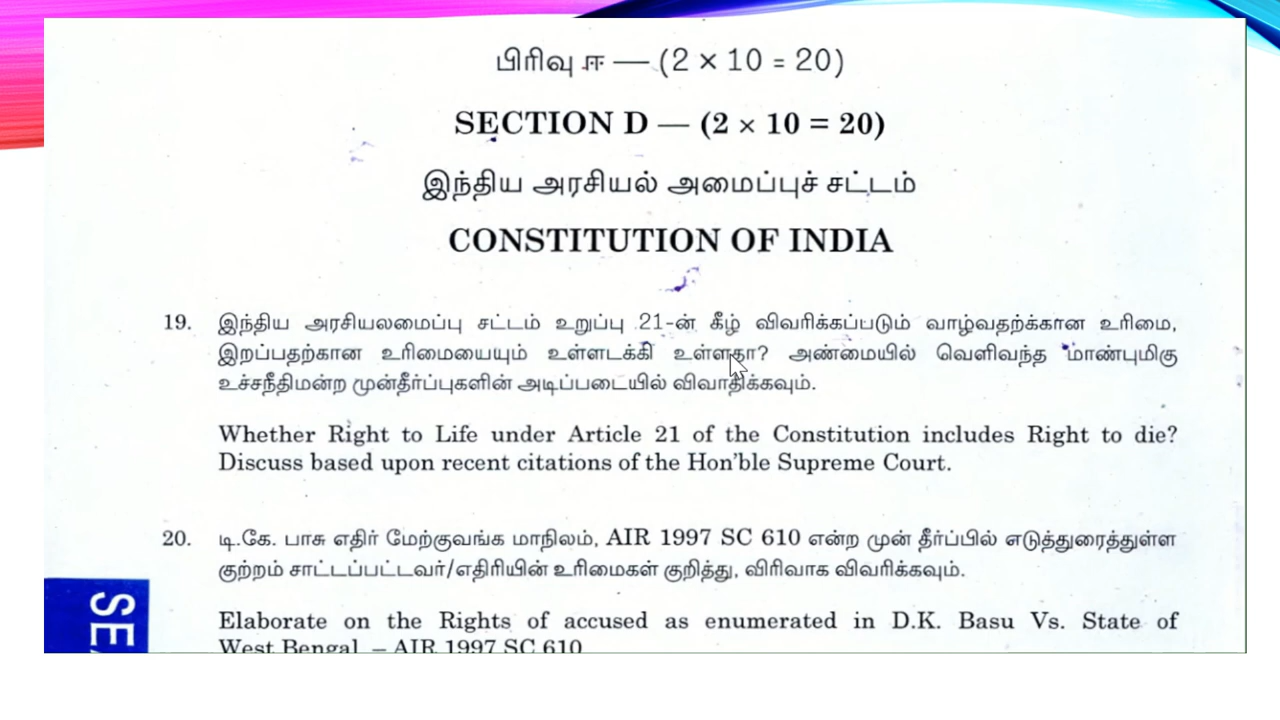 பிரிவு ஈ — (2 × 10 = 20)
SECTION D — (2 × 10 = 20)
இந்திய அரசியல் அமைப்புச் சட்டம்
CONSTITUTION OF INDIA
19. இந்திய அரசியலமைப்பு சட்டம் உறுப்பு 21-ன் கீழ் விவரிக்கப்படும் வாழ்வதற்க்கான உரிமை,
இறப்பதற்கான உரிமையையும் உள்ளடக்கி உள்ளதா? அண்மையில் வெளிவந்த மாண்புமிகு
உச்சநீதிமன்ற முன்தீர்ப்புகளின் அடிப்படையில் விவாதிக்கவும்.
Whether Right to Life under Article 21 of the Constitution includes Right to die?
Discuss based upon recent citations of the Hon'ble Supreme Court.
20. டி.கே. பாசு எதிர் மேற்குவங்க மாநிலம், AIR 1997 SC 610 என்ற முன் தீர்ப்பில் எடுத்துரைத்துள்ள
குற்றம் சாட்டப்பட்டவர்/எதிரியின் உரிமைகள் குறித்து, விரிவாக விவரிக்கவும்.
Elaborate on the Rights of accused as enumerated in D.K. Basu Vs. State of
West Bengal – AIR 1997 SC 610